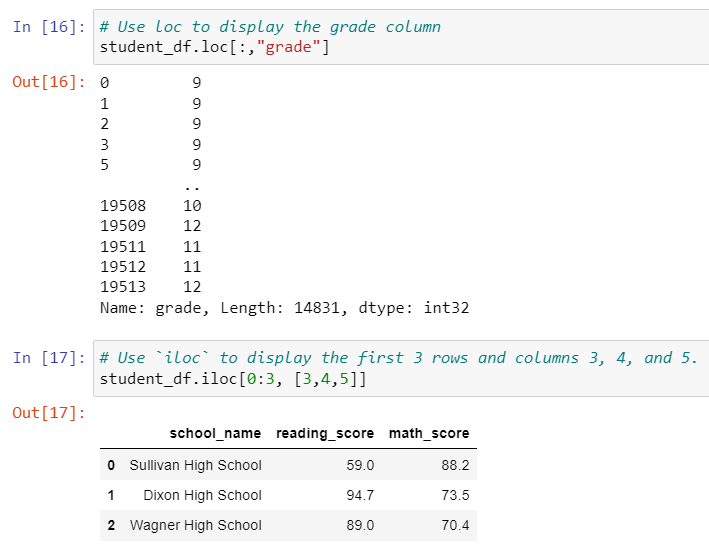 In [16]: # Use loc to display the grade column
student_df.loc[:,"grade"]
Out[16]: 0 9
1 9
2 9
3 9
5 9
..
19508 10
19509 12
19511 11
19512 11
19513 12
Name: grade, Length: 14831, dtype: int32
In [17]: # Use `iloc` to display the first 3 rows and columns 3, 4, and 5.
student_df.iloc[0:3, [3,4,5]]
Out[17]:
school_name reading_score math_score
0 Sullivan High School 59.0 88.2
1 Dixon High School 94.7 73.5
2 Wagner High School 89.0 70.4